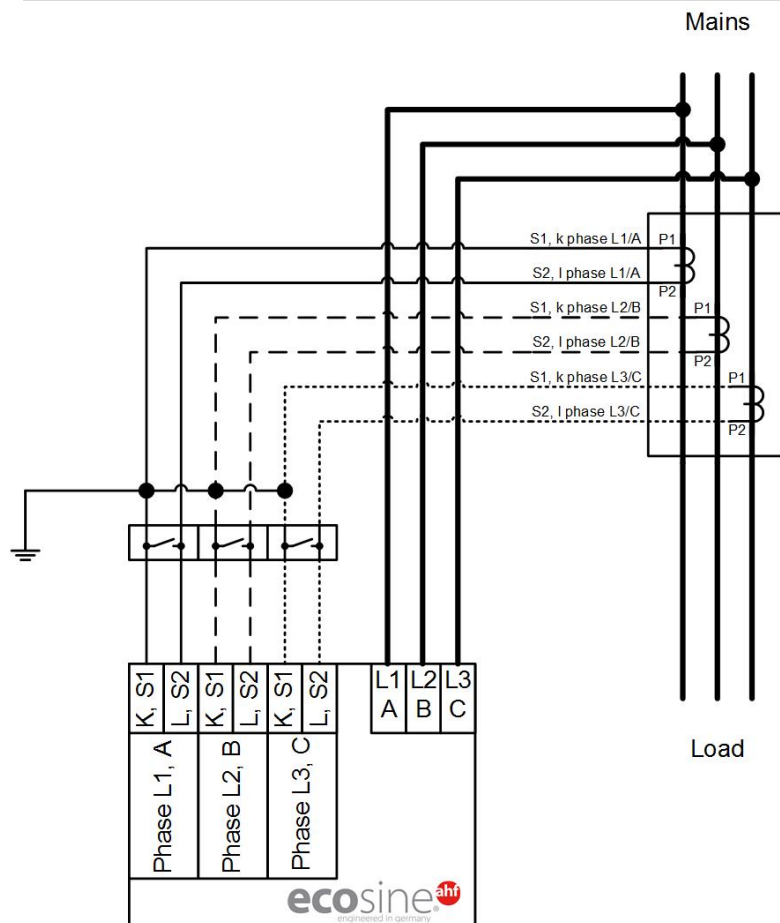 Mains
S1, k phase L1/A P1
S2, l phase L1/A
P2
S1, k phase L2/B P1
S2, l phase L2/B
P2
S1, k phase L3/C P1
S2, l phase L3/C
P2
K, S1
L, S2
K, S1
L, S2
K, S1
L, S2
L1 L2 L3
A B C
Phase L1, A
Phase L2, B
Phase L3, C
Load
ecosine ahf
engineered in germany